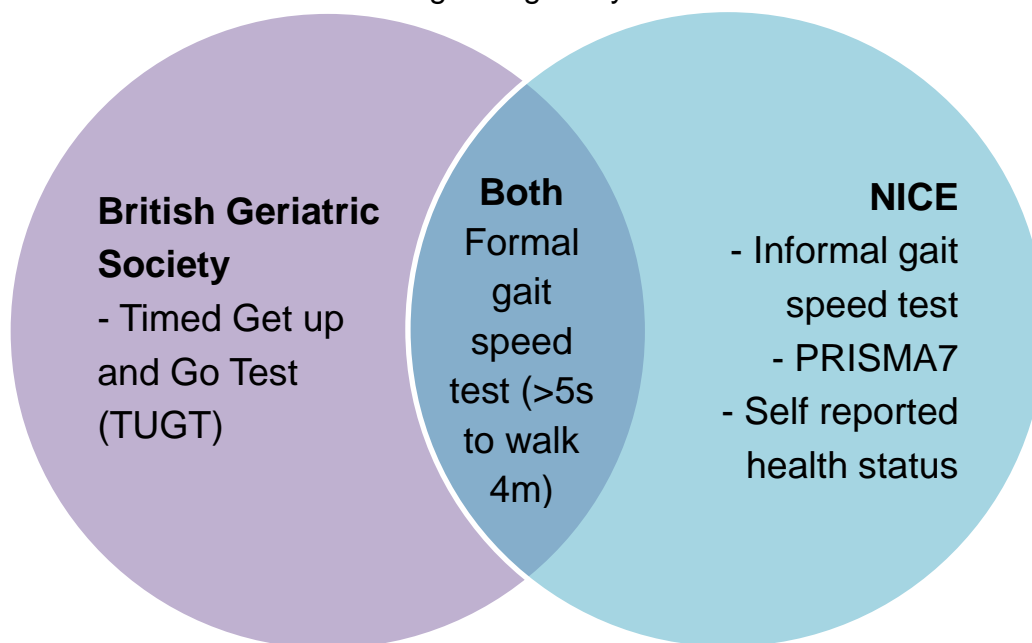 British Geriatric
Society
- Timed Get up
and Go Test
(TUGT)
Both
Formal
gait
speed
test (>5s
to walk
4m)
NICE
- Informal gait
speed test
- PRISMA7
- Self reported
health status